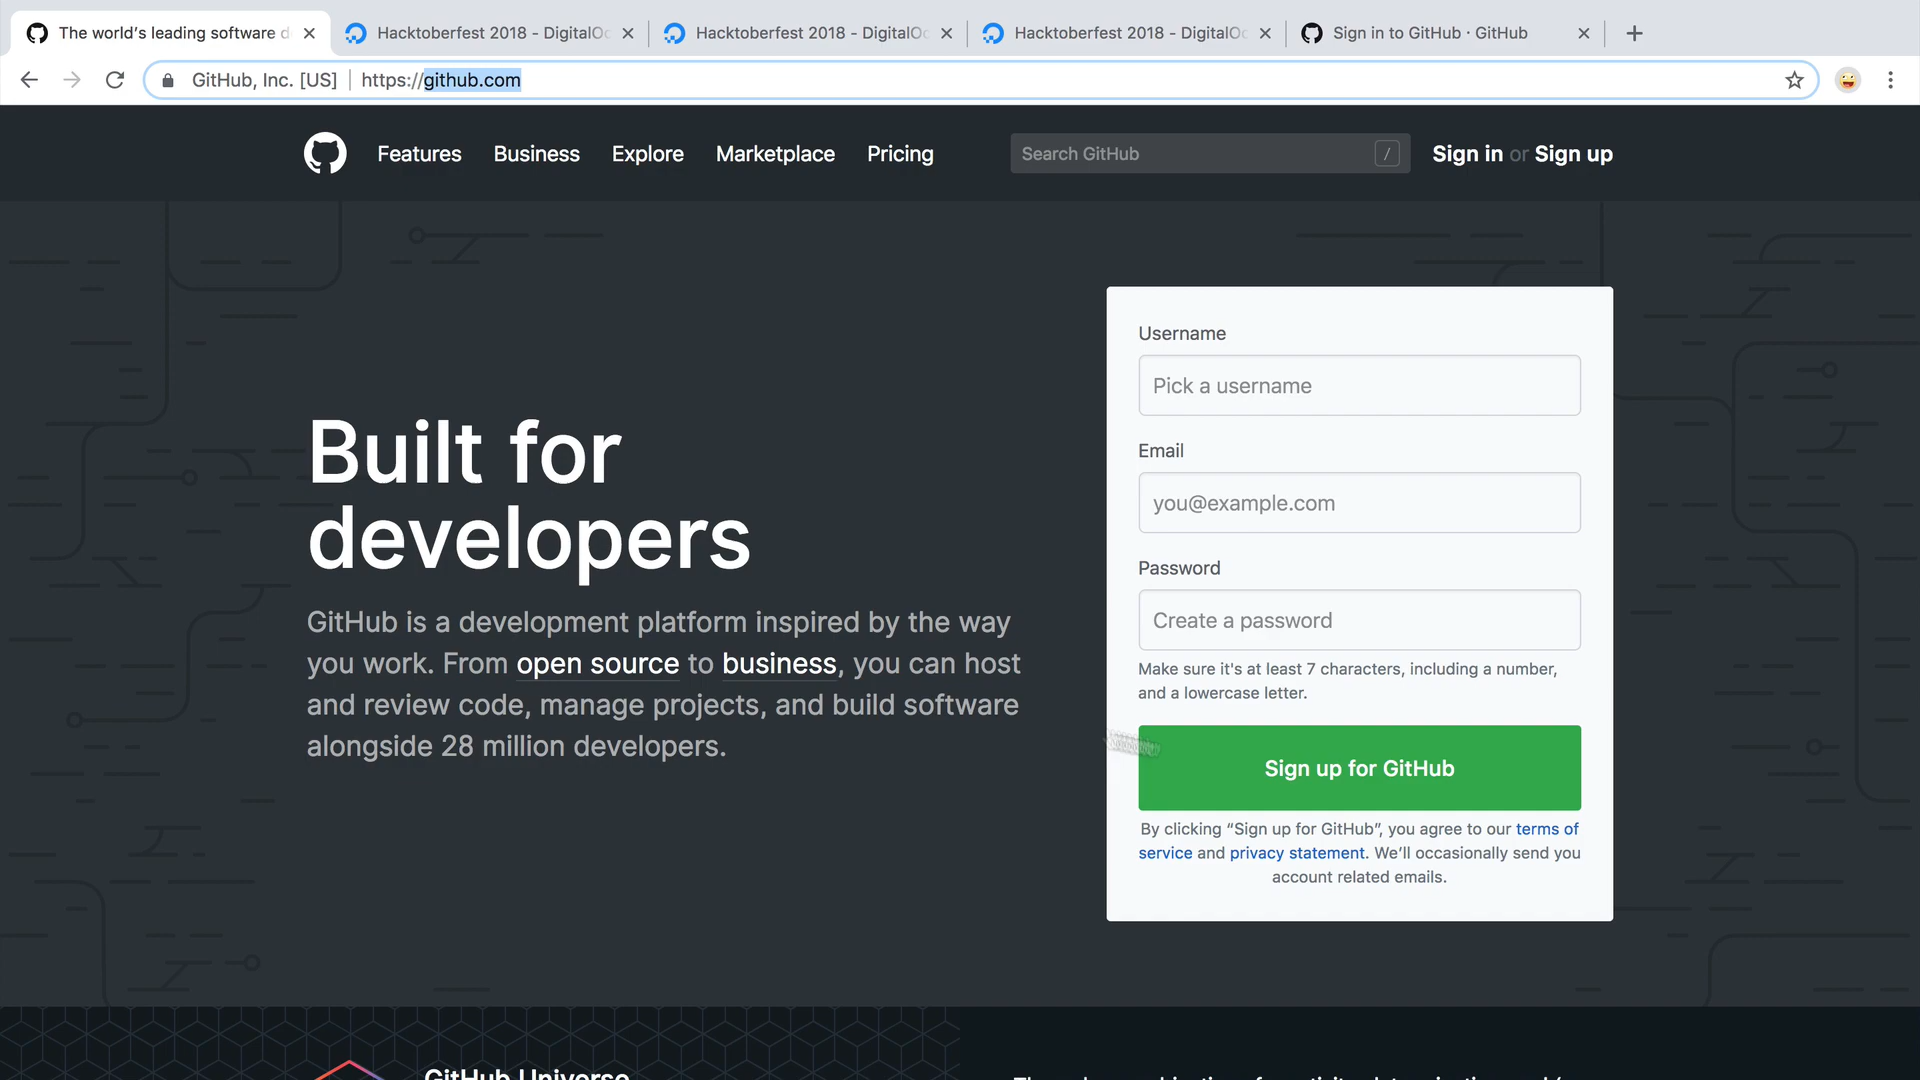 The world's leading software d
Hacktoberfest 2018 - DigitalOc
Hacktoberfest 2018 - DigitalOc
Hacktoberfest 2018 - DigitalOc
Sign in to GitHub · GitHub
GitHub, Inc. [US] https://github.com
Features Business Explore Marketplace Pricing Search GitHub / Sign in or Sign up
Built for
developers
GitHub is a development platform inspired by the way
you work. From open source to business, you can host
and review code, manage projects, and build software
alongside 28 million developers.
Username
Pick a username
Email
you@example.com
Password
Create a password
Make sure it's at least 7 characters, including a number,
and a lowercase letter.
Sign up for GitHub
By clicking “Sign up for GitHub”, you agree to our terms of
service and privacy statement. We’ll occasionally send you
account related emails.
GitHub Universe